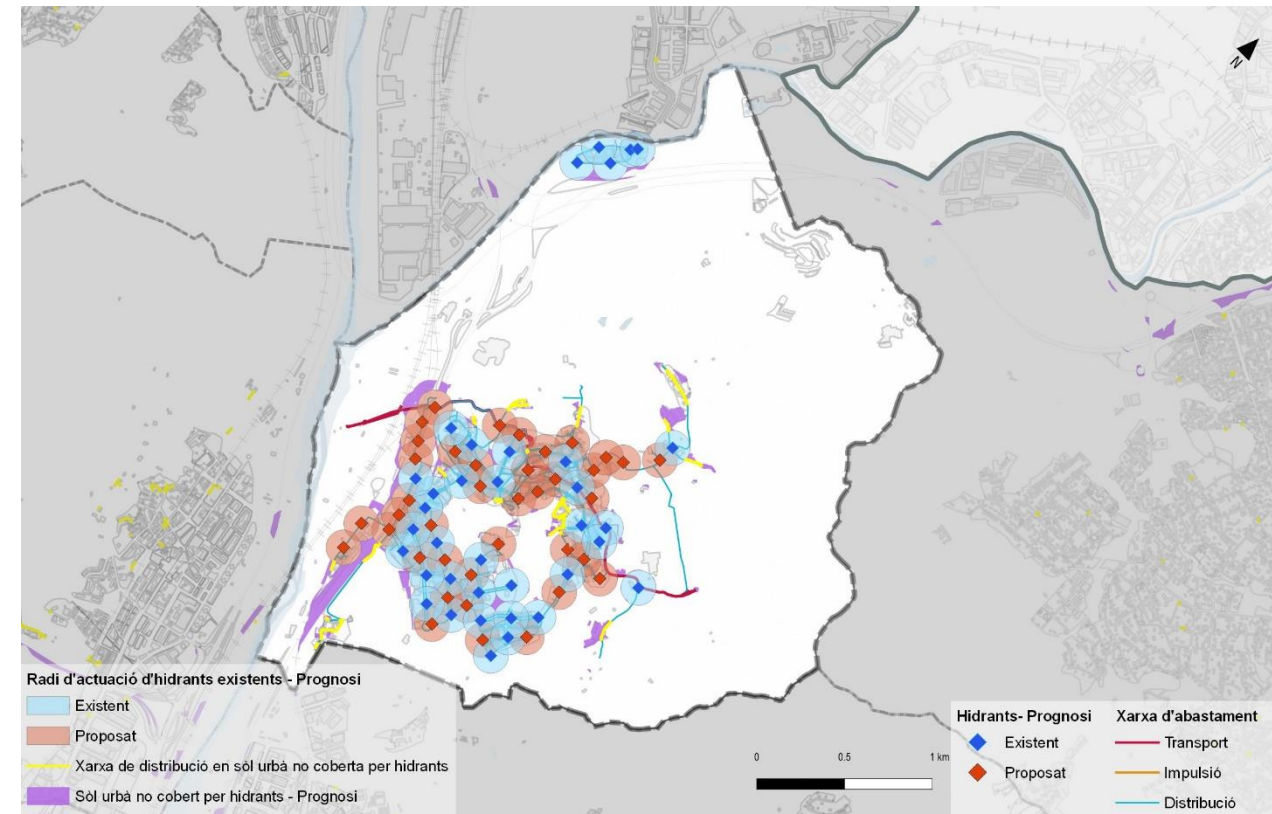 N
Radi d'actuació d'hidrants existents - Prognosi
Existent
Proposat
Xarxa de distribució en sòl urbà no coberta per hidrants
Sòl urbà no cobert per hidrants - Prognosi
0 0.5 1 km
Hidrants- Prognosi
Existent
Proposat
Xarxa d'abastament
Transport
Impulsió
Distribució